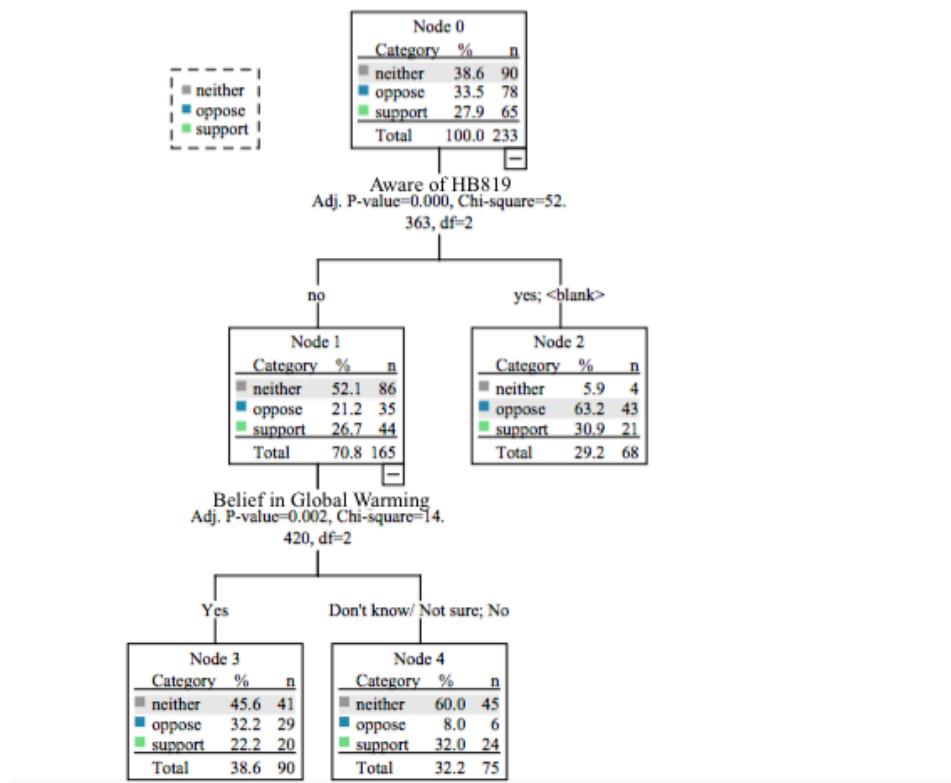 Node 0
Category % n
neither 38.6 90
oppose 33.5 78
support 27.9 65
Total 100.0 233
neither
oppose
support
Aware of HB819
Adj. P-value=0.000, Chi-square=52.
363, df=2
no
yes; <blank>
Node 1
Category % n
neither 52.1 86
oppose 21.2 35
support 26.7 44
Total 70.8 165
Node 2
Category % n
neither 5.9 4
oppose 63.2 43
support 30.9 21
Total 29.2 68
Belief in Global Warming
Adj. P-value=0.002, Chi-square=14.
420, df=2
Yes
Don't know/ Not sure; No
Node 3
Category % n
neither 45.6 41
oppose 32.2 29
support 22.2 20
Total 38.6 90
Node 4
Category % n
neither 60.0 45
oppose 8.0 6
support 32.0 24
Total 32.2 75